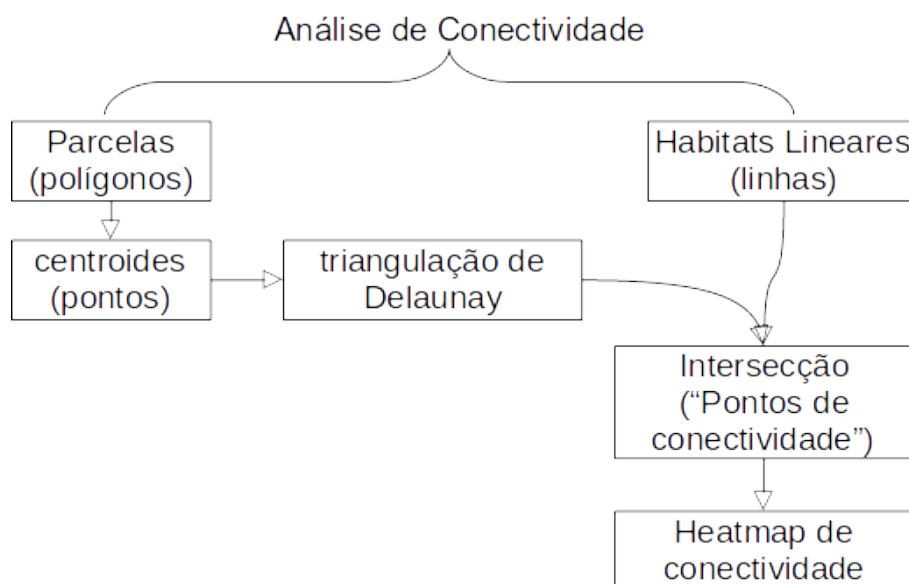 Análise de Conectividade
Parcelas
(polígonos)
Habitats Lineares
(linhas)
centroides
(pontos)
triangulação de
Delaunay
Intersecção
(“Pontos de
conectividade”)
Heatmap de
conectividade